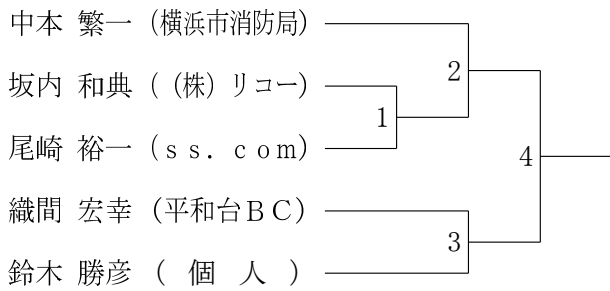 中本 繁一 (横浜市消防局)
坂内 和典 ( (株) リコー)
尾崎 裕一 (ss．com)
織間 宏幸 (平和台ＢＣ)
鈴木 勝彦 ( 個 人 )
1
2
3
4